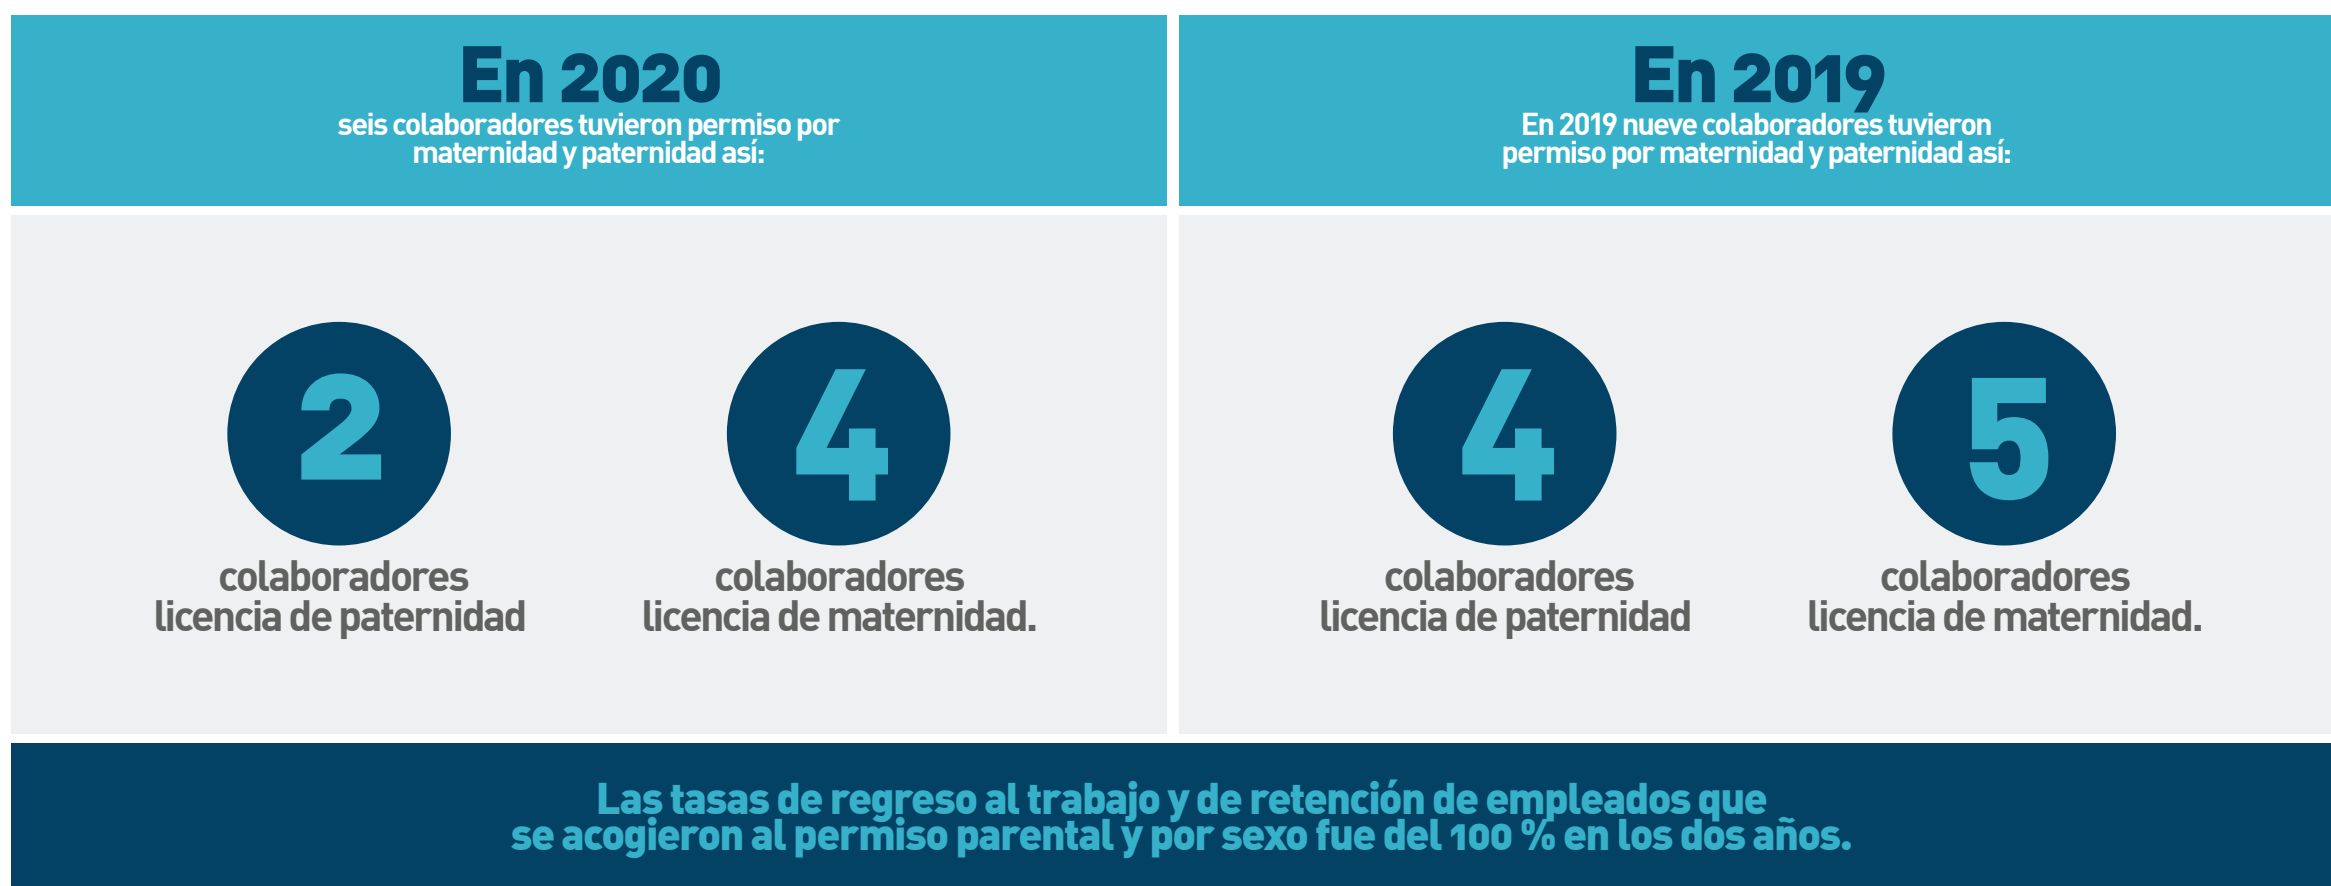 En 2020
seis colaboradores tuvieron permiso por
maternidad y paternidad así:
En 2019
En 2019 nueve colaboradores tuvieron
permiso por maternidad y paternidad así:
2
colaboradores
licencia de paternidad
4
colaboradores
licencia de maternidad.
4
colaboradores
licencia de paternidad
5
colaboradores
licencia de maternidad.
Las tasas de regreso al trabajo y de retención de empleados que
se acogieron al permiso parental y por sexo fue del 100 % en los dos años.